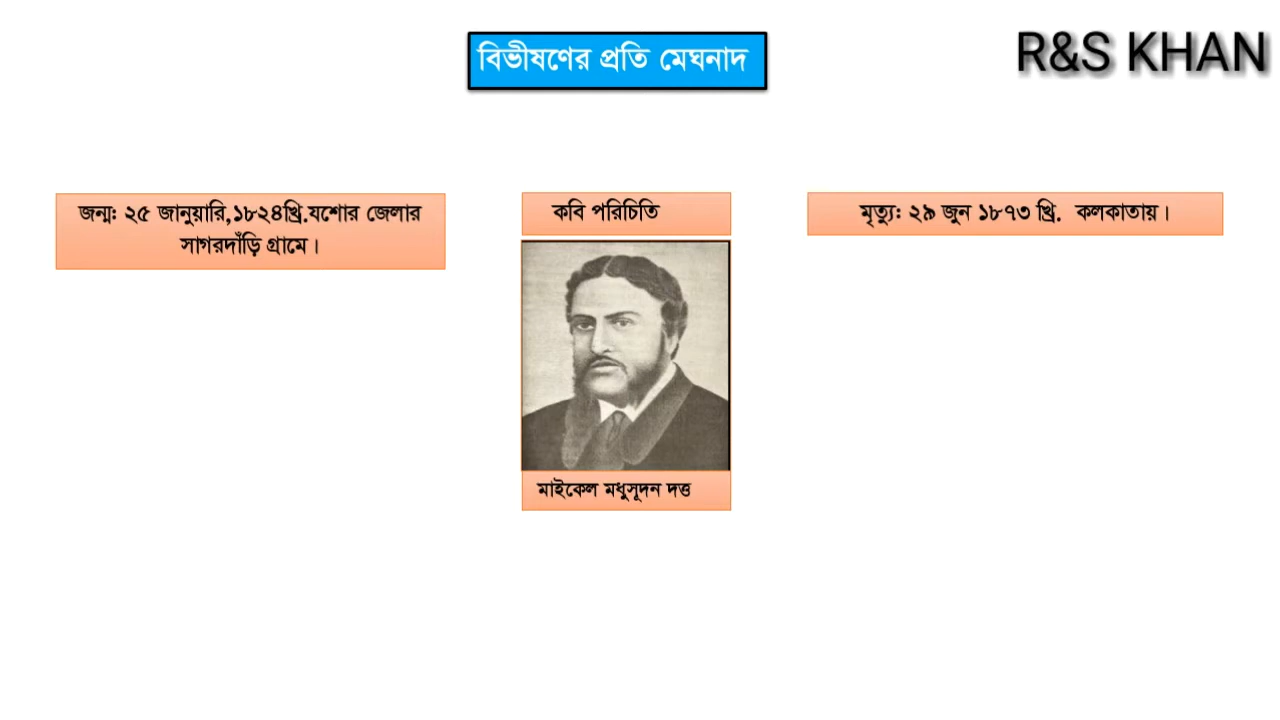 বিভীষণের প্রতি মেঘনাদ
R&S KHAN
জন্ম: ২৫ জানুয়ারি,১৮২৪খ্রি.যশোর জেলার
সাগরদাঁড়ি গ্রামে।
কবি পরিচিতি
মৃত্যু: ২৯ জুন ১৮৭৩ খ্রি. কলকাতায়।
মাইকেল মধুসূদন দত্ত